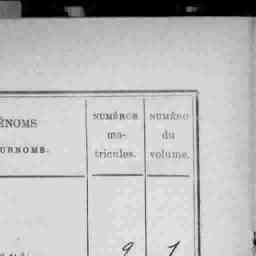 ÉNOMS
URNOMS.
NUMÉROS
ma-
tricules.
NUMÉRO
du
volume.
9 1